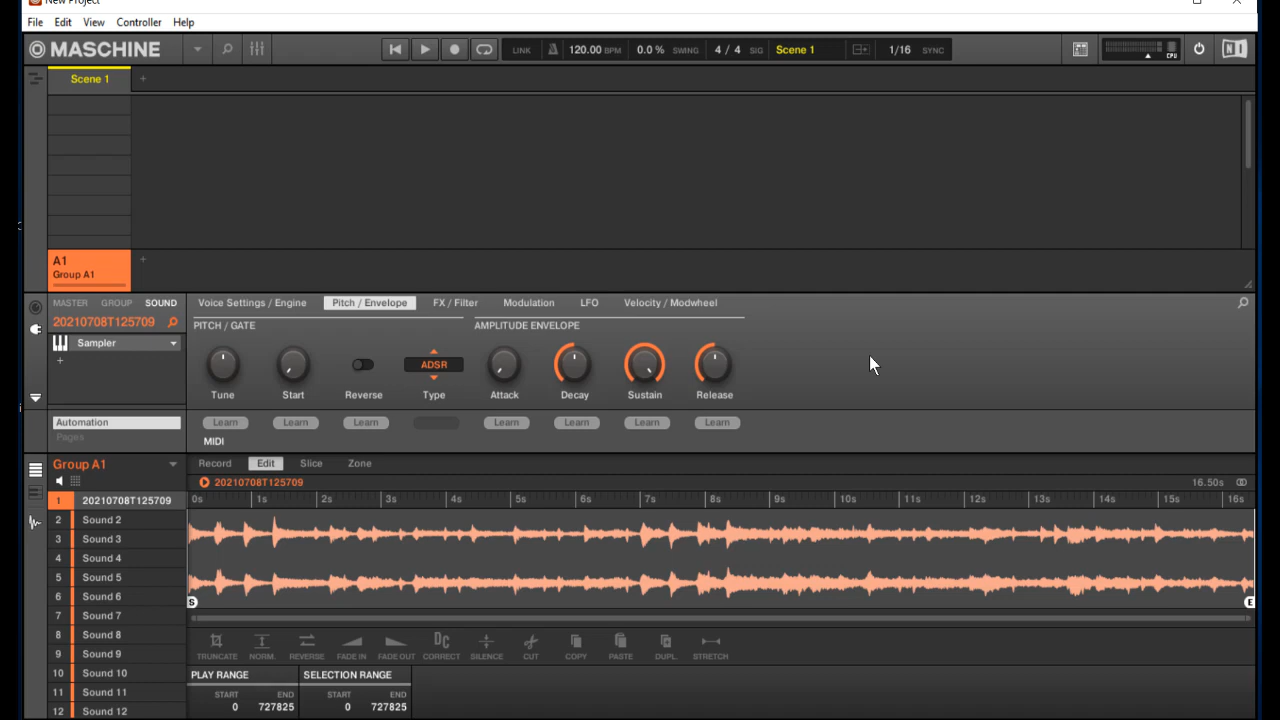 New Project
File Edit View Controller Help
MASCHINE LINK 120.00 BPM 0.0 % SWING 4 / 4 SIG Scene 1 1/16 SYNC CPU
Scene 1 +
A1 +
Group A1
MASTER GROUP SOUND Voice Settings / Engine Pitch / Envelope FX / Filter Modulation LFO Velocity / Modwheel
20210708T125709 PITCH / GATE AMPLITUDE ENVELOPE
Sampler
+ ADSR
Tune Start Reverse Type Attack Decay Sustain Release
Automation Learn Learn Learn Learn Learn Learn Learn
Pages MIDI
Group A1 Record Edit Slice Zone
20210708T125709 16.50s
1 20210708T125709 0s 1s 2s 3s 4s 5s 6s 7s 8s 9s 10s 11s 12s 13s 14s 15s 16s
2 Sound 2
3 Sound 3
4 Sound 4
5 Sound 5
6 Sound 6
S E
7 Sound 7
8 Sound 8
9 Sound 9
DC
TRUNCATE NORM. REVERSE FADE IN FADE OUT CORRECT SILENCE CUT COPY PASTE DUPL. STRETCH
10 Sound 10 PLAY RANGE SELECTION RANGE
11 Sound 11 START END START END
12 Sound 12 0 727825 0 727825